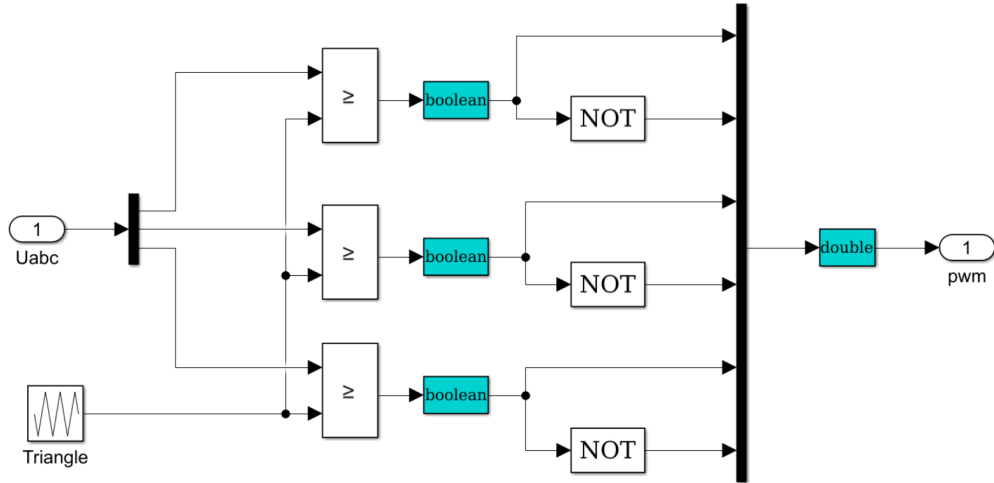 ≥
boolean
NOT
1
Uabc
≥
boolean
NOT
double
1
pwm
≥
boolean
NOT
Triangle